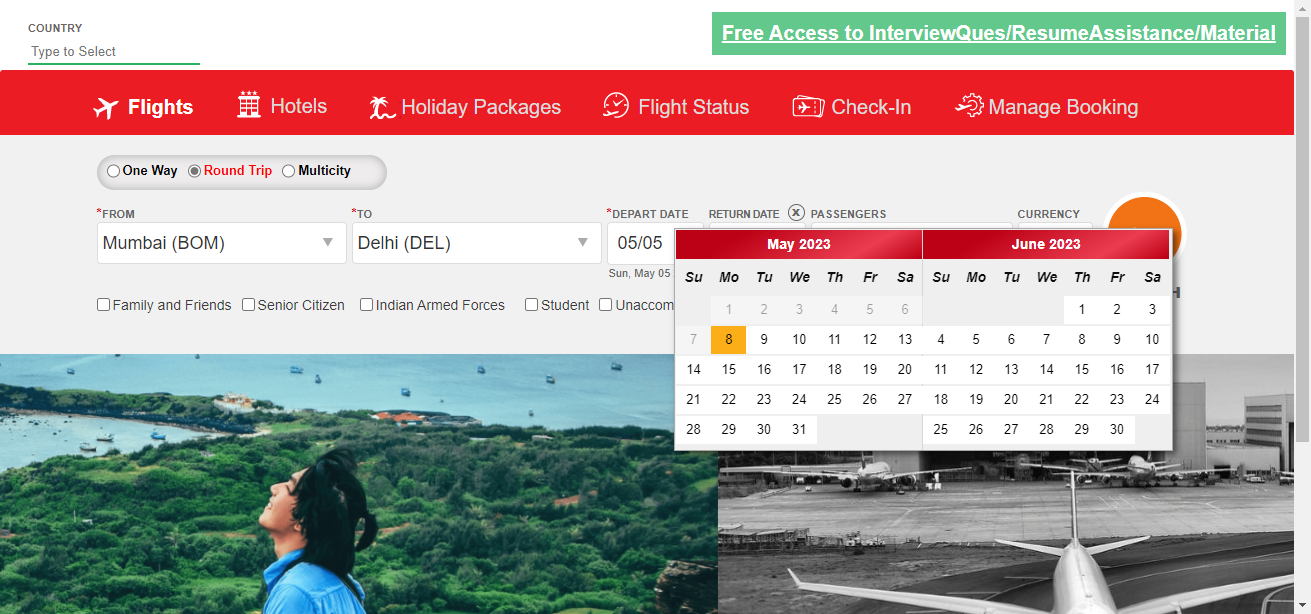 COUNTRY
Type to Select
Free Access to InterviewQues/ResumeAssistance/Material
Flights
Hotels
Holiday Packages
Flight Status
Check-In
Manage Booking
One Way
Round Trip
Multicity
*FROM
*TO
*DEPART DATE
RETURN DATE
PASSENGERS
CURRENCY
Mumbai (BOM)
Delhi (DEL)
05/05
Sun, May 05
Family and Friends
Senior Citizen
Indian Armed Forces
Student
Unaccom
May 2023
Su Mo Tu We Th Fr Sa
1 2 3 4 5 6
7 8 9 10 11 12 13
14 15 16 17 18 19 20
21 22 23 24 25 26 27
28 29 30 31
June 2023
Su Mo Tu We Th Fr Sa
1 2 3
4 5 6 7 8 9 10
11 12 13 14 15 16 17
18 19 20 21 22 23 24
25 26 27 28 29 30